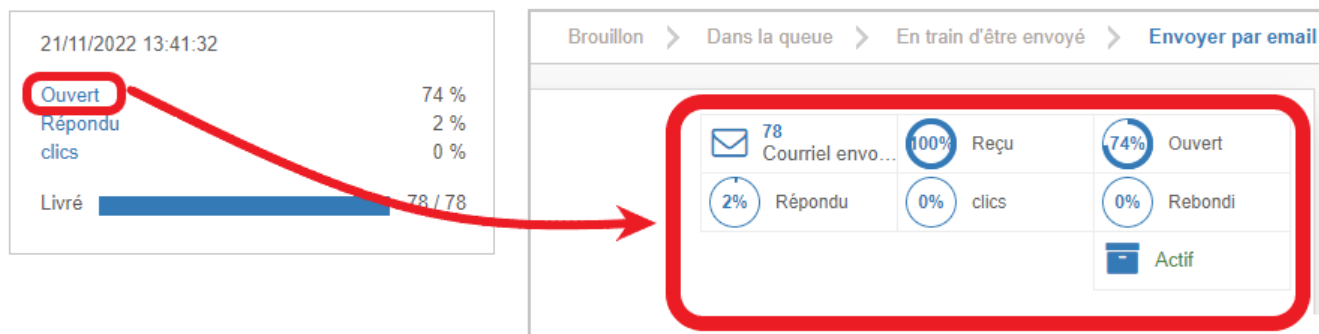 21/11/2022 13:41:32
Ouvert 74 %
Répondu 2 %
clics 0 %
Livré 78 / 78
Brouillon Dans la queue En train d'être envoyé Envoyer par email
78
Courriel envo... 100% Reçu 74% Ouvert
2% Répondu 0% clics 0% Rebondi
Actif